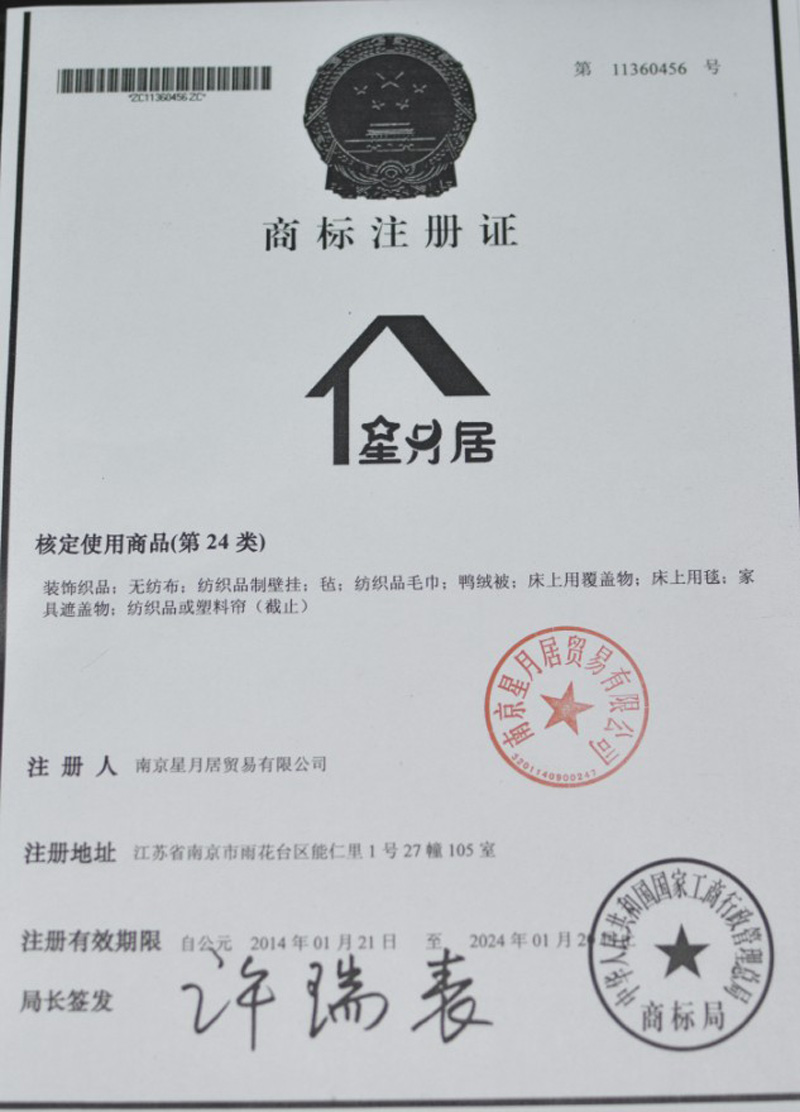 *ZC11360456ZC*
第 11360456 号
商标注册证
星月居
核定使用商品(第 24 类)
装饰织品；无纺布；纺织品制壁挂；毡；纺织品毛巾；鸭绒被；床上用覆盖物；床上用毯；家
具遮盖物；纺织品或塑料帘（截止）
南京星月居贸易有限公司
3201140900247
注册人 南京星月居贸易有限公司
注册地址 江苏省南京市雨花台区能仁里 1 号 27 幢 105 室
注册有效期限 自公元 2014 年 01 月 21 日 至 2024 年 01 月
局长签发 许瑞表
中华人民共和国国家工商行政管理总局
商标局